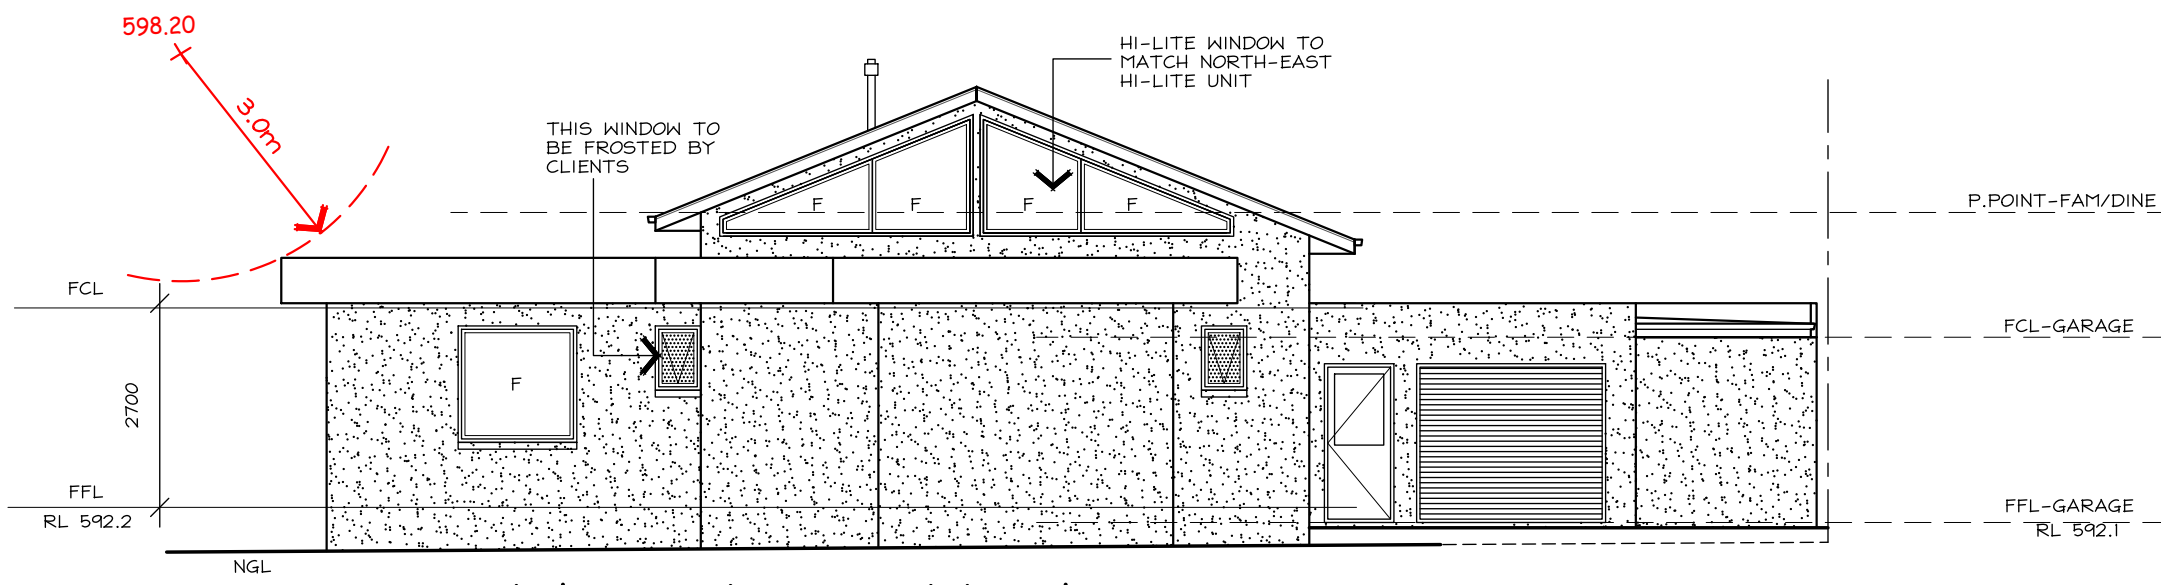 598.20
3.0m
HI-LITE WINDOW TO
MATCH NORTH-EAST
HI-LITE UNIT
THIS WINDOW TO
BE FROSTED BY
CLIENTS
F F F F
P.POINT-FAM/DINE
FCL
FCL-GARAGE
F
2700
FFL
RL 592.2
FFL-GARAGE
RL 592.1
NGL